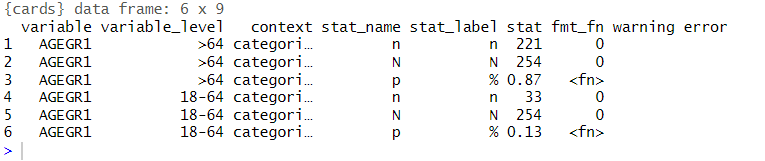 {cards} data frame: 6 x 9
variable variable_level context stat_name stat_label stat fmt_fn warning error
1 AGEGR1 >64 categori… n n 221 0
2 AGEGR1 >64 categori… N N 254 0
3 AGEGR1 >64 categori… p % 0.87 <fn>
4 AGEGR1 18-64 categori… n n 33 0
5 AGEGR1 18-64 categori… N N 254 0
6 AGEGR1 18-64 categori… p % 0.13 <fn>
>